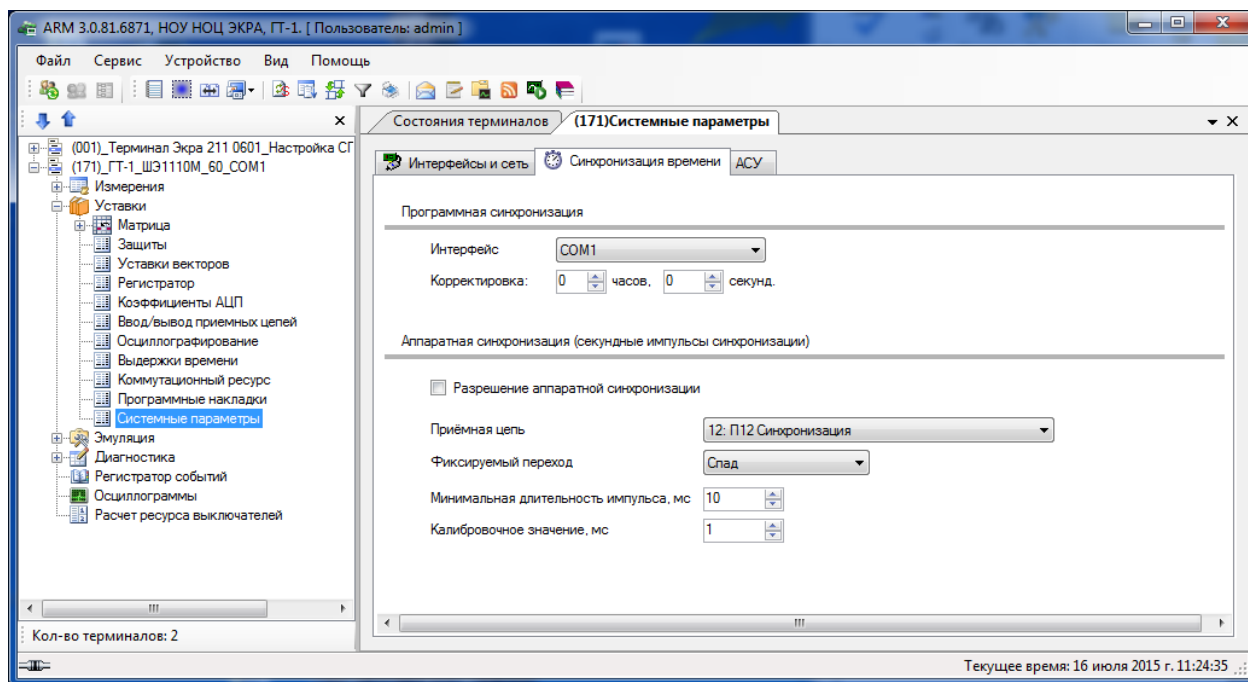 ARM 3.0.81.6871, НОУ НОЦ ЭКРА, ГТ-1. [ Пользователь: admin ]
Файл Сервис Устройство Вид Помощь
Состояния терминалов (171)Системные параметры
(001)_Терминал Экра 211 0601_Настройка СГ
(171)_ГТ-1_ШЭ1110М_60_COM1
Измерения
Уставки
Матрица
Защиты
Уставки векторов
Регистратор
Коэффициенты АЦП
Ввод/вывод приемных цепей
Осциллографирование
Выдержки времени
Коммутационный ресурс
Программные накладки
Системные параметры
Эмуляция
Диагностика
Регистратор событий
Осциллограммы
Расчет ресурса выключателей
Кол-во терминалов: 2
Интерфейсы и сеть Синхронизация времени АСУ
Программная синхронизация
Интерфейс COM1
Корректировка: 0 часов, 0 секунд.
Аппаратная синхронизация (секундные импульсы синхронизации)
Разрешение аппаратной синхронизации
Приёмная цепь 12: П12 Синхронизация
Фиксируемый переход Спад
Минимальная длительность импульса, мс 10
Калибровочное значение, мс 1
Текущее время: 16 июля 2015 г. 11:24:35